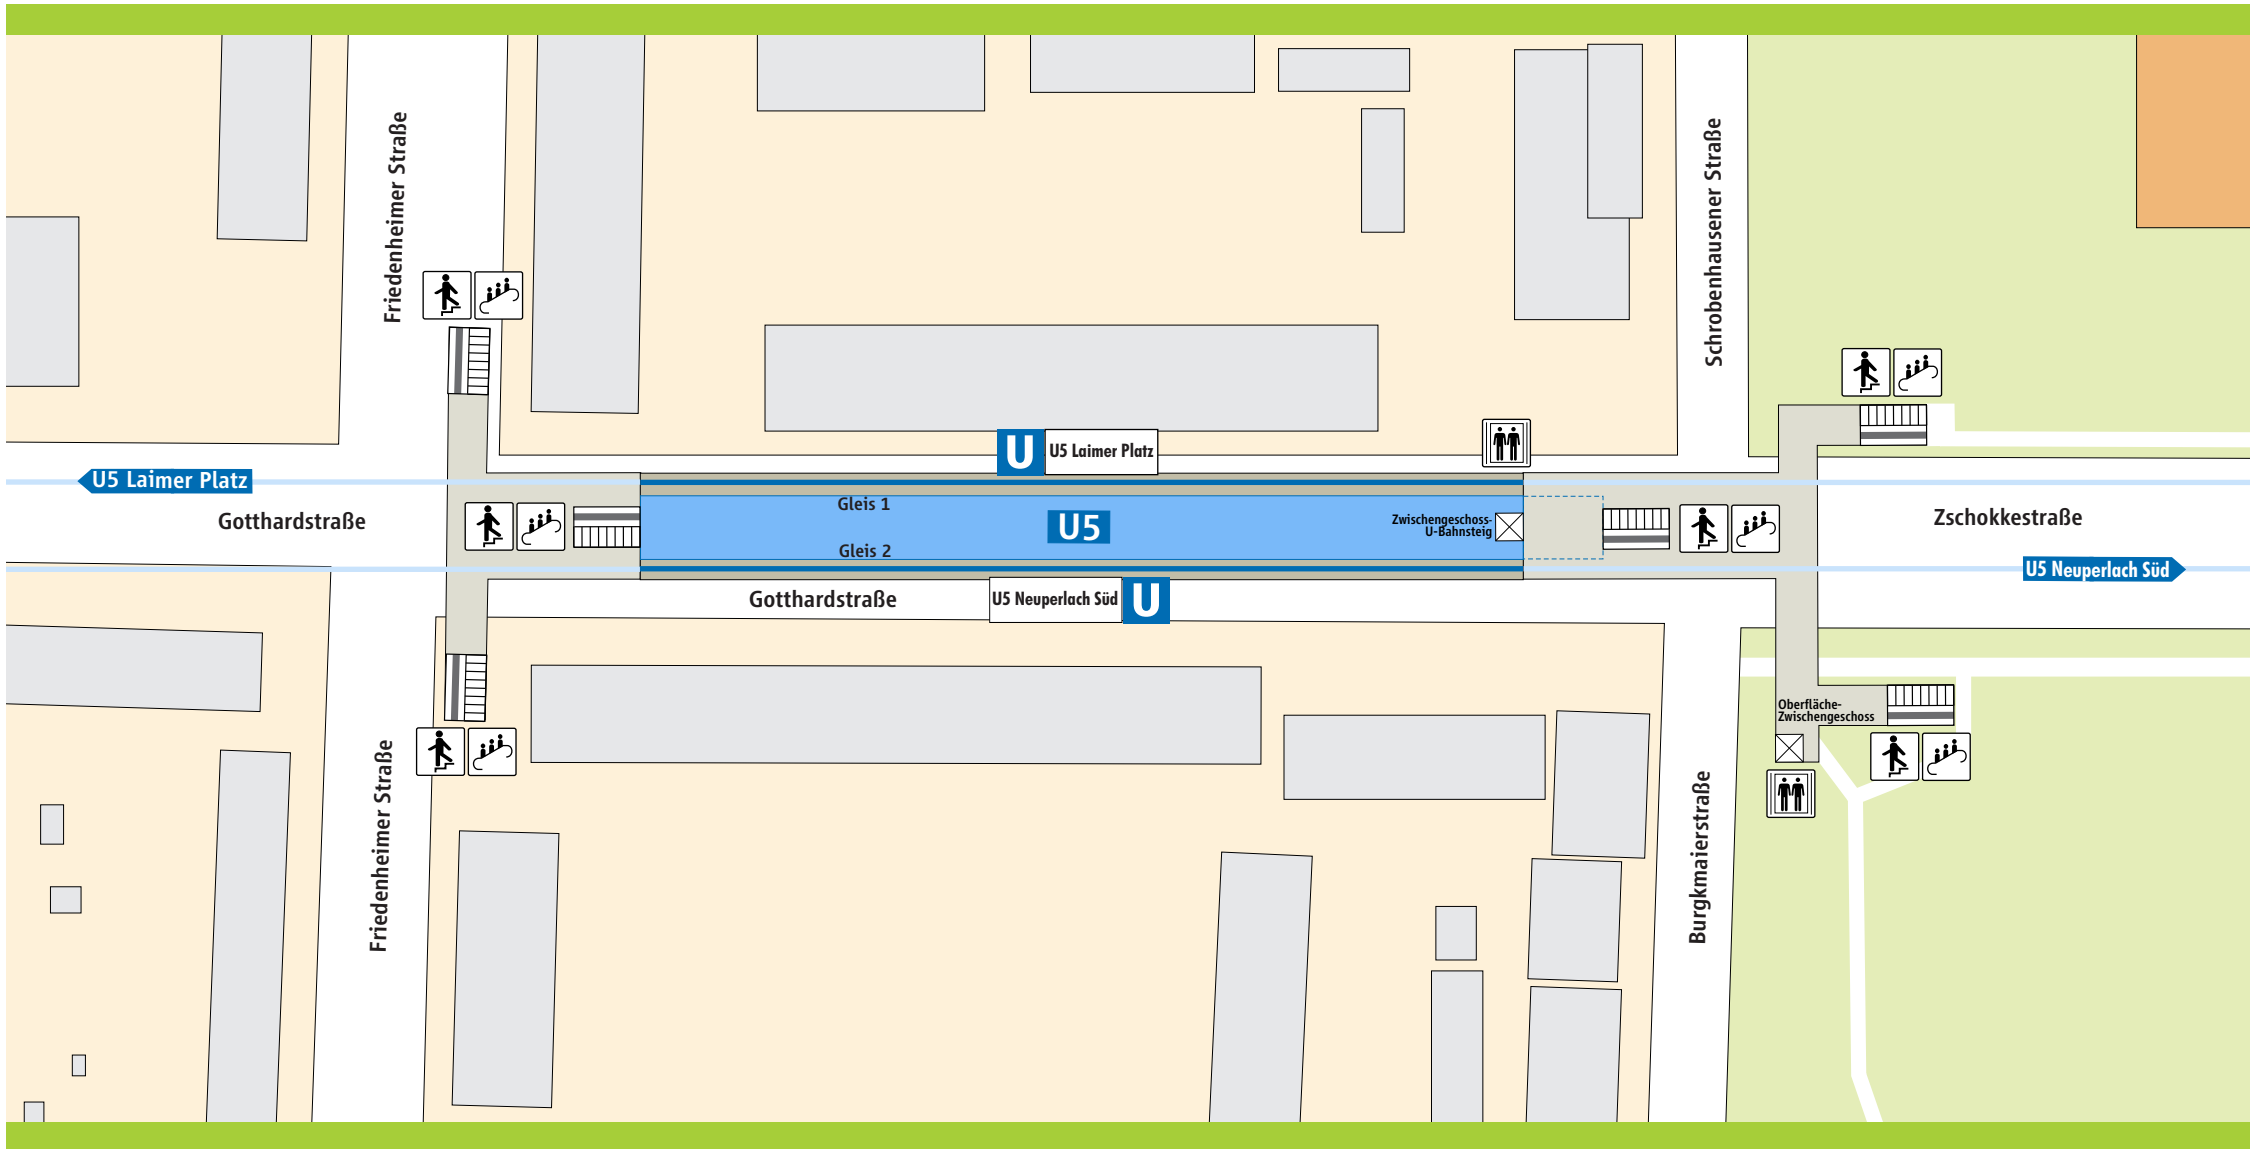 Friedenheimer Straße
Schrobenhausener Straße
U
U5 Laimer Platz
U5 Laimer Platz
Gotthardstraße
Gleis 1
U5
Zwischengeschoss-
U-Bahnsteig
Zschokkestraße
Gleis 2
U5 Neuperlach Süd
Gotthardstraße
U5 Neuperlach Süd
U
Oberfläche-
Zwischengeschoss
Friedenheimer Straße
Burgkmaierstraße